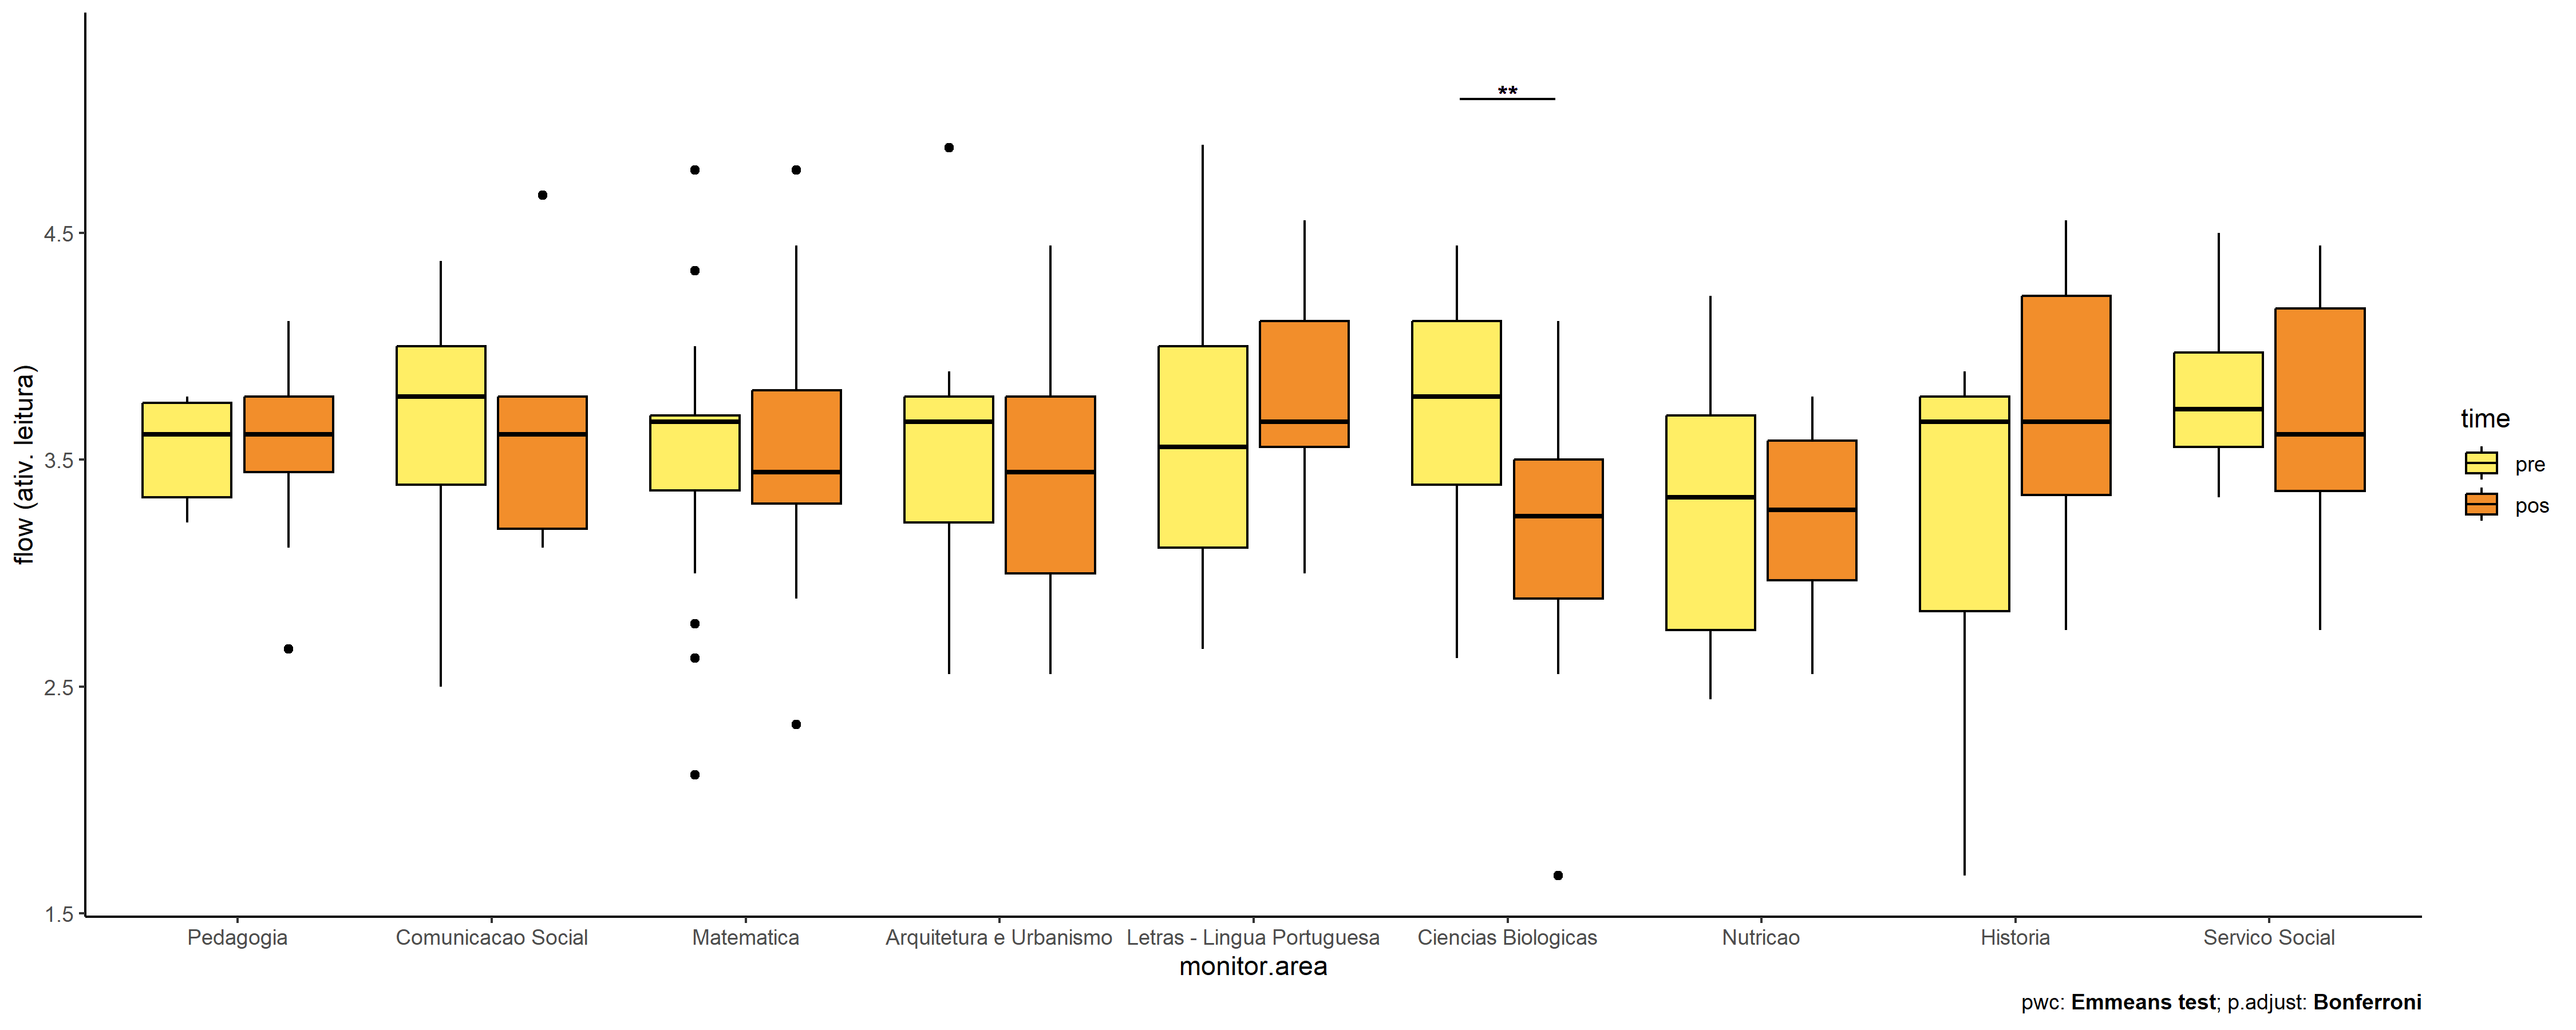 **
flow (ativ. leitura)
4.5
3.5
2.5
1.5
Pedagogia
Comunicacao Social
Matematica
Arquitetura e Urbanismo
Letras - Lingua Portuguesa
Ciencias Biologicas
Nutricao
Historia
Servico Social
monitor.area
time
pre
pos
pwc: Emmeans test; p.adjust: Bonferroni